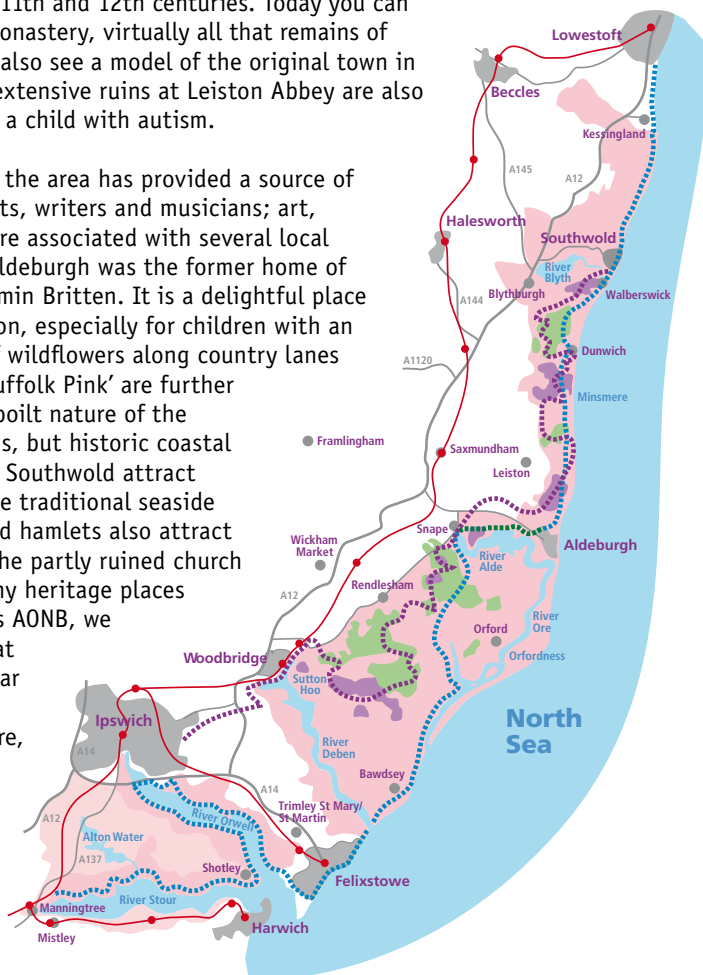 11th and 12th centuries. Today you can
onastery, virtually all that remains of
also see a model of the original town in
extensive ruins at Leiston Abbey are also
a child with autism.
the area has provided a source of
ts, writers and musicians; art,
re associated with several local
ldeburgh was the former home of
min Britten. It is a delightful place
on, especially for children with an
f wildflowers along country lanes
uffolk Pink’ are further
poilt nature of the
s, but historic coastal
Southwold attract
e traditional seaside
d hamlets also attract
he partly ruined church
ny heritage places
s AONB, we
at
ar
re,
Lowestoft
Beccles
Kessingland
A145
A12
Halesworth
Southwold
River
Blyth
Blythburgh
Walberswick
A144
A1120
Dunwich
Minsmere
Framlingham
Saxmundham
Leiston
Snape
Aldeburgh
Wickham
Market
River
Alde
Rendlesham
A12
River
Ore
Orford
Orfordness
Woodbridge
Sutton
Hoo
Ipswich
North
Sea
River
Deben
A14
Bawdsey
A14
Trimley St Mary/
St Martin
A12
River Orwell
Alton Water
A137
Shotley
Felixstowe
Manningtree
River Stour
Harwich
Mistley